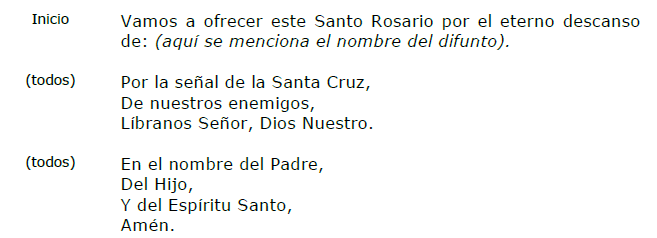 Inicio Vamos a ofrecer este Santo Rosario por el eterno descanso
de: (aquí se menciona el nombre del difunto).
(todos) Por la señal de la Santa Cruz,
De nuestros enemigos,
Líbranos Señor, Dios Nuestro.
(todos) En el nombre del Padre,
Del Hijo,
Y del Espíritu Santo,
Amén.